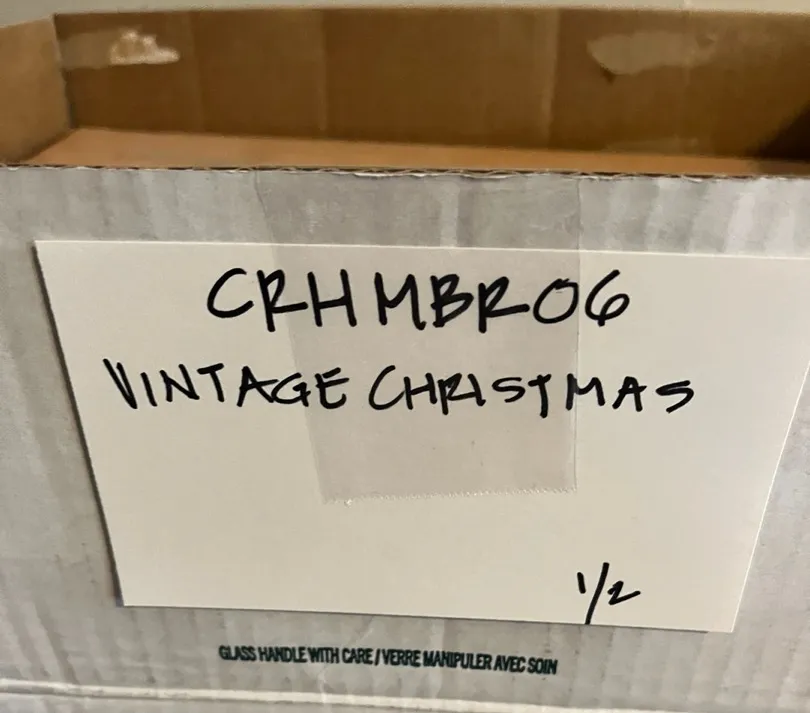 CRHMBR06
VINTAGE CHRISTMAS
1/2
GLASS HANDLE WITH CARE / VERRE MANIPULER AVEC SOIN